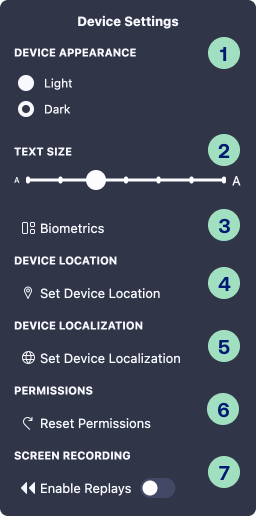 Device Settings
DEVICE APPEARANCE 1
Light
Dark
TEXT SIZE 2
A A
Biometrics 3
DEVICE LOCATION
Set Device Location 4
DEVICE LOCALIZATION
Set Device Localization 5
PERMISSIONS
Reset Permissions 6
SCREEN RECORDING
Enable Replays 7